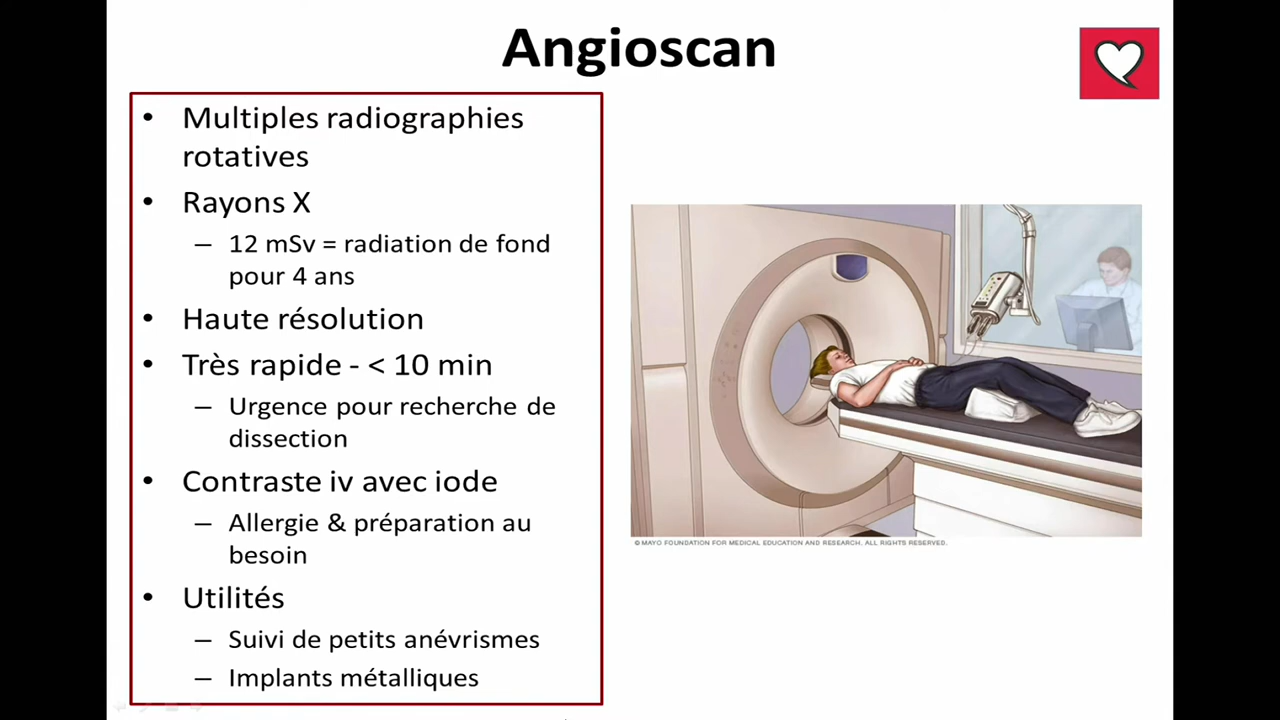 Angioscan
• Multiples radiographies
rotatives
• Rayons X
– 12 mSv = radiation de fond
pour 4 ans
• Haute résolution
• Très rapide - < 10 min
– Urgence pour recherche de
dissection
• Contraste iv avec iode
– Allergie & préparation au
besoin
• Utilités
– Suivi de petits anévrismes
– Implants métalliques
© MAYO FOUNDATION FOR MEDICAL EDUCATION AND RESEARCH. ALL RIGHTS RESERVED.